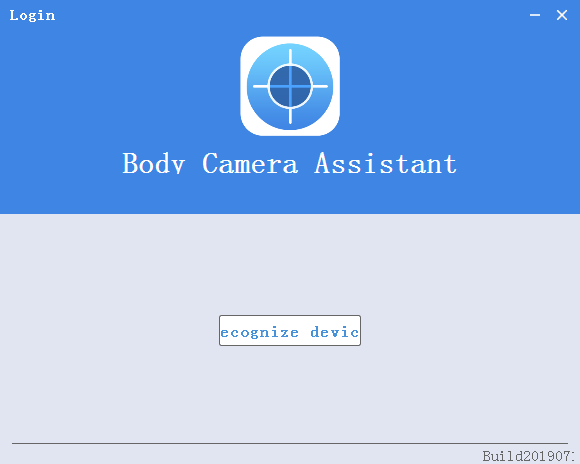 Login
Body Camera Assistant
ecognize devic
Build201907